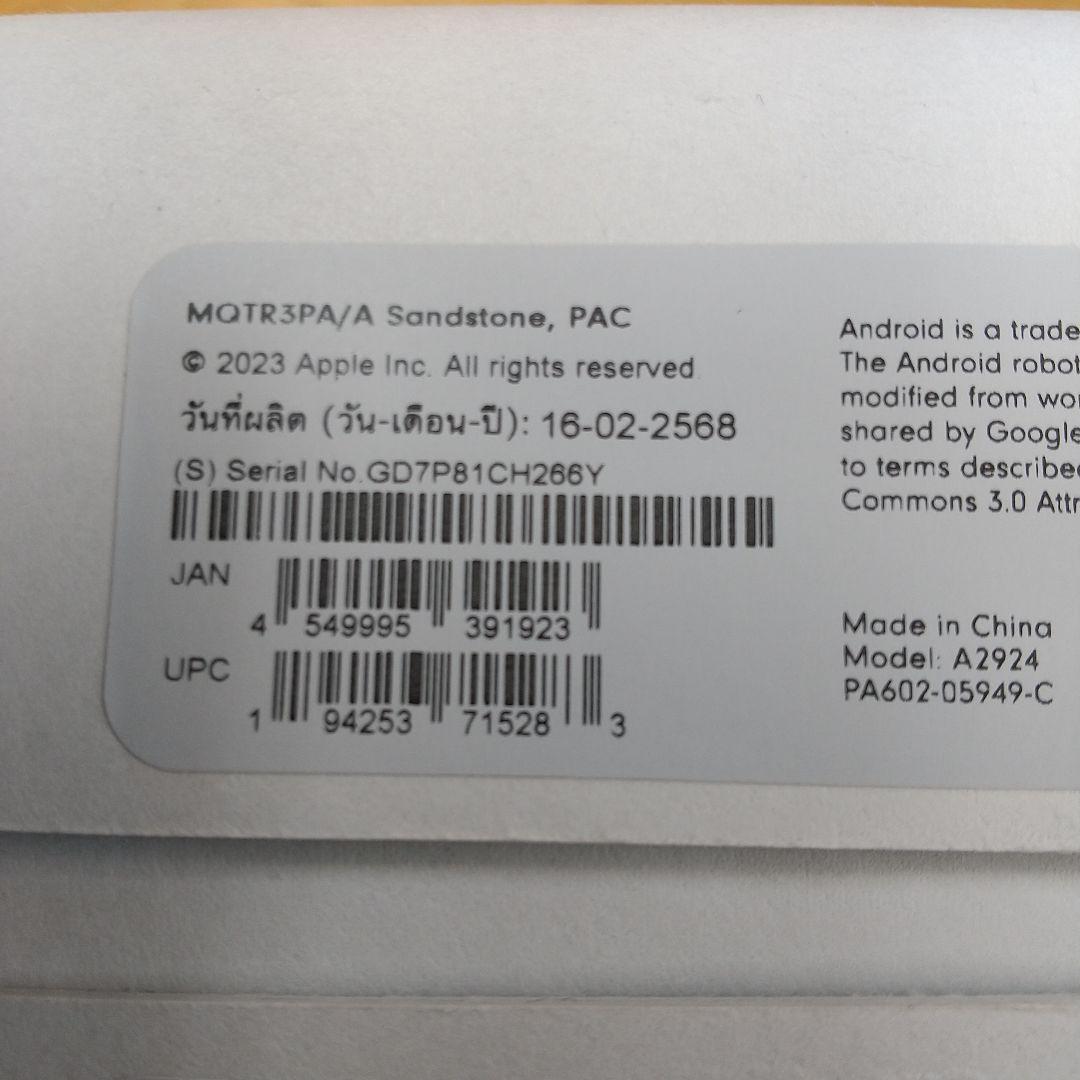 MQTR3PA/A Sandstone, PAC
© 2023 Apple Inc. All rights reserved.
วันที่ผลิต (วัน-เดือน-ปี): 16-02-2568
(S) Serial No.GD7P81CH266Y
JAN
4 549995 391923
UPC
1 94253 71528 3
Android is a trade
The Android robot
modified from wor
shared by Google
to terms described
Commons 3.0 Attr
Made in China
Model: A2924
PA602-05949-C